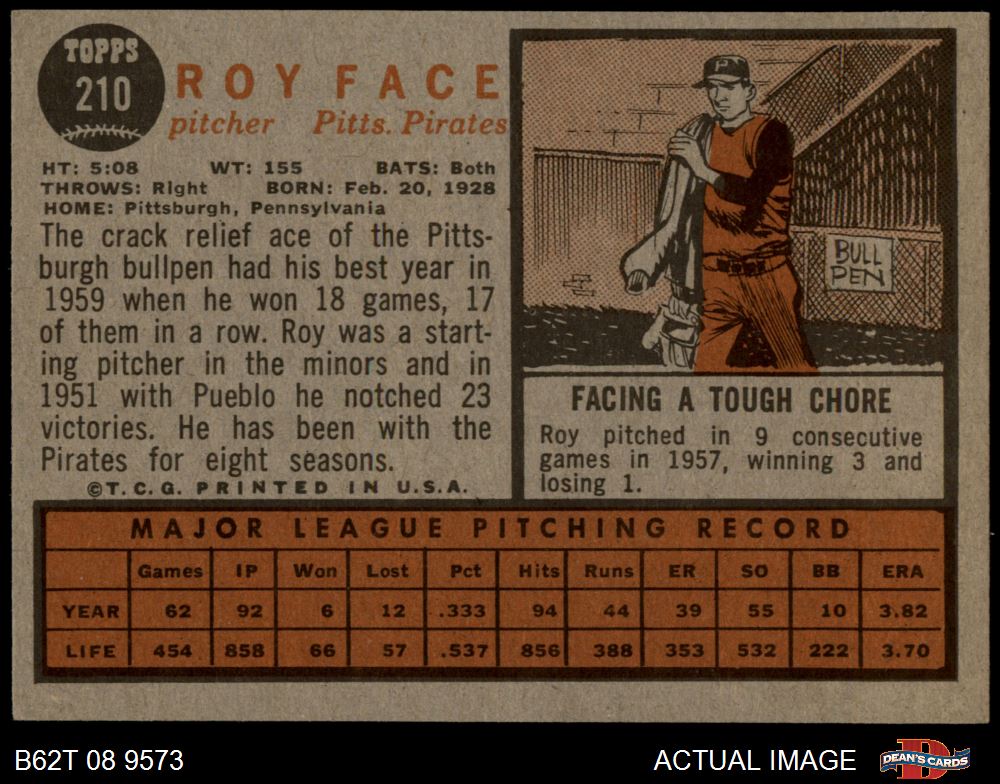 TOPPS
210
ROY FACE
pitcher Pitts. Pirates
HT: 5:08 WT: 155 BATS: Both
THROWS: Right BORN: Feb. 20, 1928
HOME: Pittsburgh, Pennsylvania
The crack relief ace of the Pitts-
burgh bullpen had his best year in
1959 when he won 18 games, 17
of them in a row. Roy was a start-
ing pitcher in the minors and in
1951 with Pueblo he notched 23
victories. He has been with the
Pirates for eight seasons.
©T.C.G. PRINTED IN U.S.A.
P
BULL
PEN
FACING A TOUGH CHORE
Roy pitched in 9 consecutive
games in 1957, winning 3 and
losing 1.
MAJOR LEAGUE PITCHING RECORD
Games IP Won Lost Pct Hits Runs ER SO BB ERA
YEAR 62 92 6 12 .333 94 44 39 55 10 3.82
LIFE 454 858 66 57 .537 856 388 353 532 222 3.70
B62T 08 9573 ACTUAL IMAGE D DEAN'S CARDS